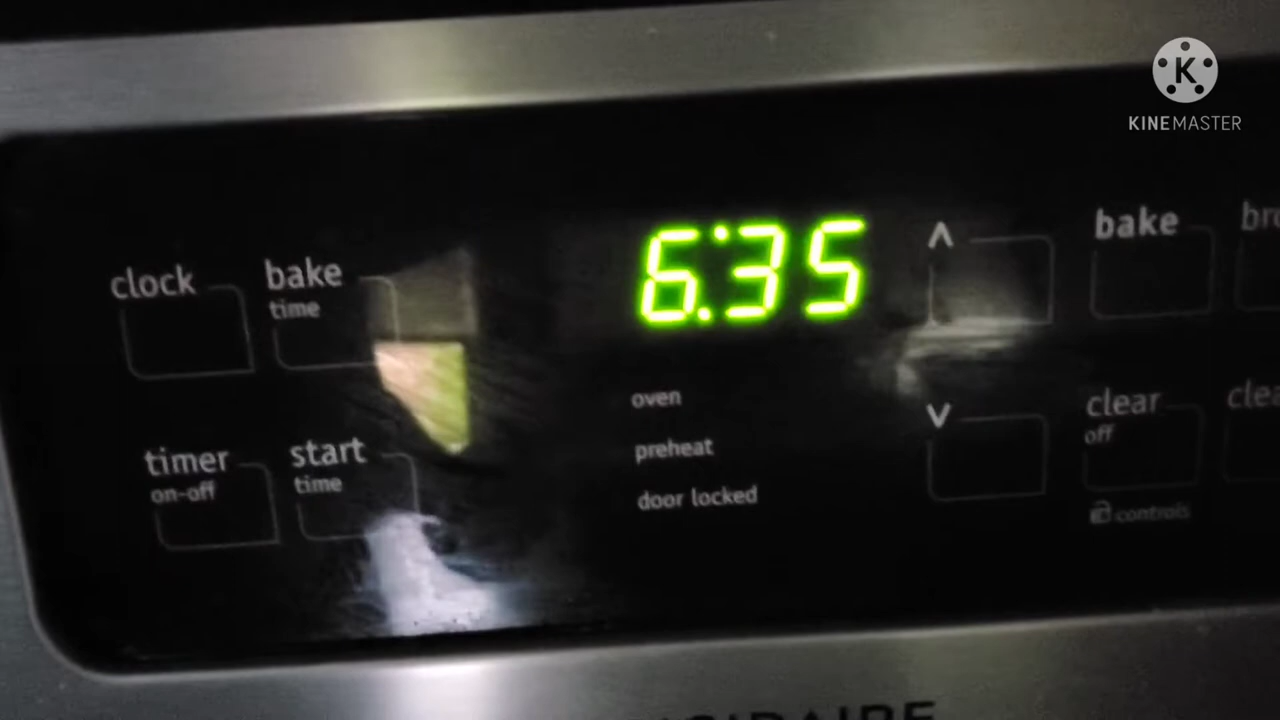 K
KINEMASTER
6:35
clock
bake
time
^
bake
oven
preheat
door locked
timer
on-off
start
time
v
clear
off
controls